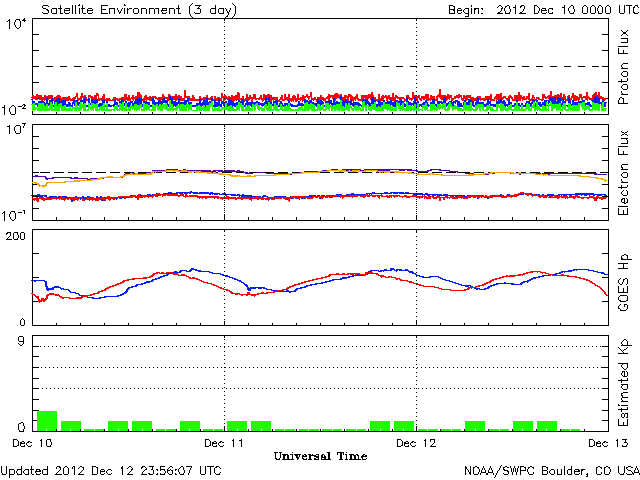 Satellite Environment (3 day) Begin: 2012 Dec 10 0000 UTC
10^4
10^-2
Proton Flux
10^7
10^-1
Electron Flux
200
0
GOES Hp
9
0
Estimated Kp
Dec 10 Dec 11 Dec 12 Dec 13
Universal Time
Updated 2012 Dec 12 23:56:07 UTC NOAA/SWPC Boulder, CO USA